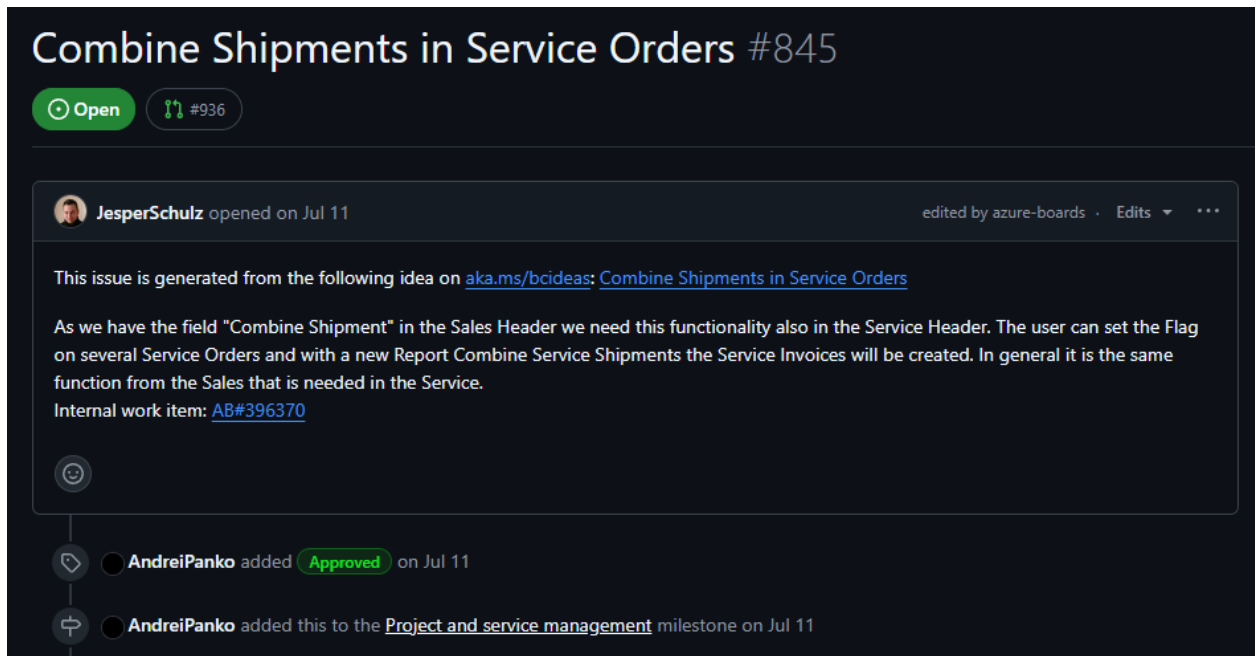 Combine Shipments in Service Orders #845
Open #936
JesperSchulz opened on Jul 11 edited by azure-boards · Edits
This issue is generated from the following idea on aka.ms/bcideas: Combine Shipments in Service Orders
As we have the field "Combine Shipment" in the Sales Header we need this functionality also in the Service Header. The user can set the Flag
on several Service Orders and with a new Report Combine Service Shipments the Service Invoices will be created. In general it is the same
function from the Sales that is needed in the Service.
Internal work item: AB#396370
AndreiPanko added Approved on Jul 11
AndreiPanko added this to the Project and service management milestone on Jul 11